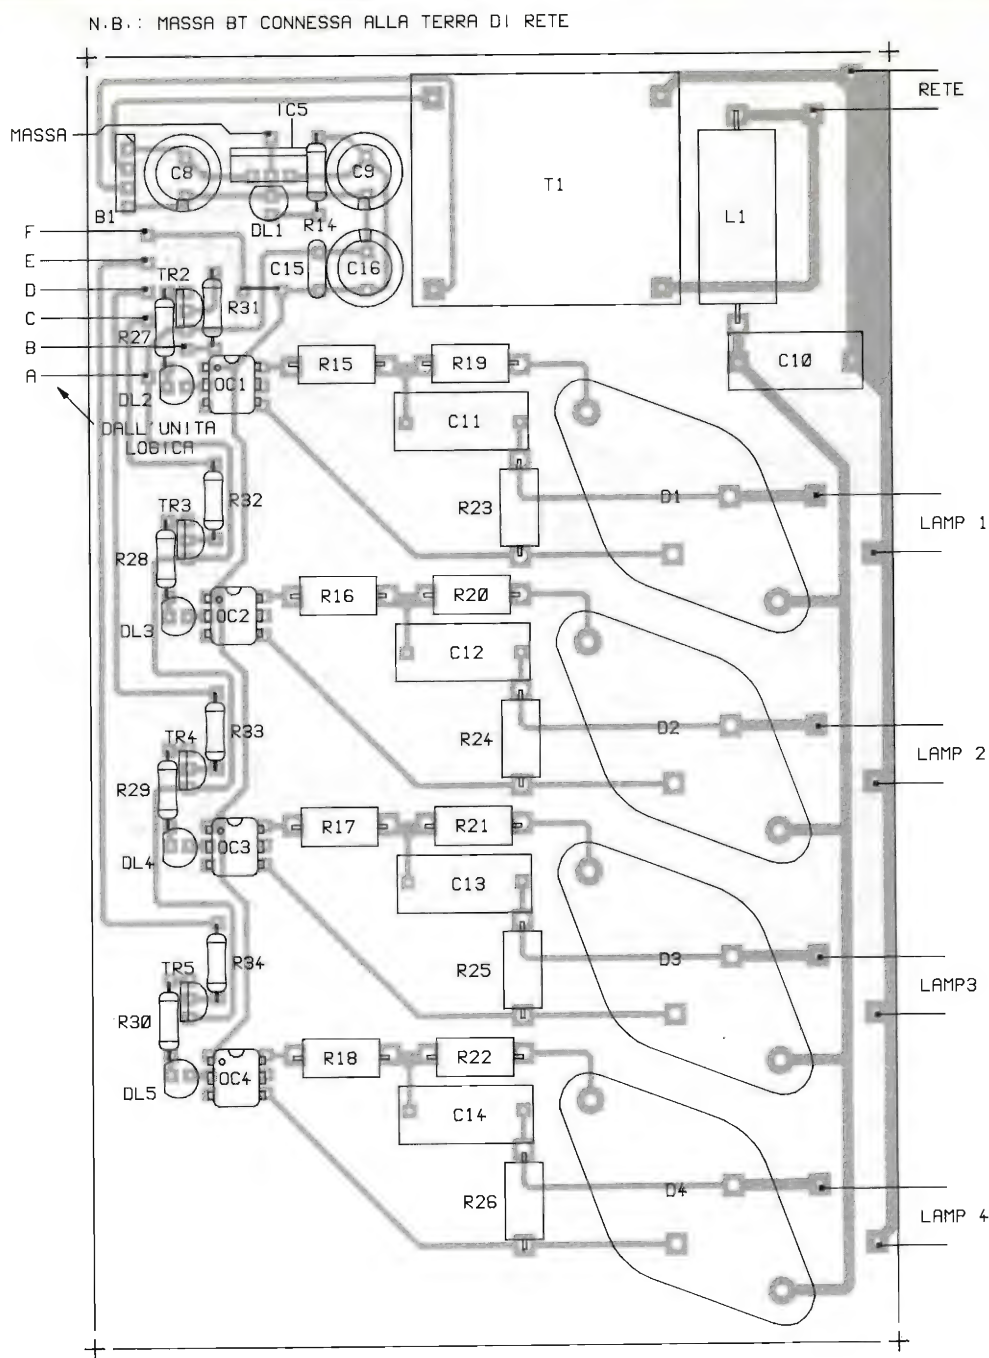 N.B.: MASSA BT CONNESSA ALLA TERRA DI RETE
RETE
IC5
MASSA
C8
C9
T1
L1
B1
DL1
R14
F
E
D
C
B
A
TR2
C15
C16
R31
R27
C10
R15
R19
OC1
DL2
C11
DALL'UNITA
LOGICA
R32
TR3
R23
D1
LAMP 1
R28
R16
R20
OC2
DL3
C12
R33
TR4
R24
D2
LAMP 2
R29
R17
R21
OC3
DL4
C13
R34
TR5
R25
D3
LAMP3
R30
R18
R22
OC4
DL5
C14
R26
D4
LAMP 4